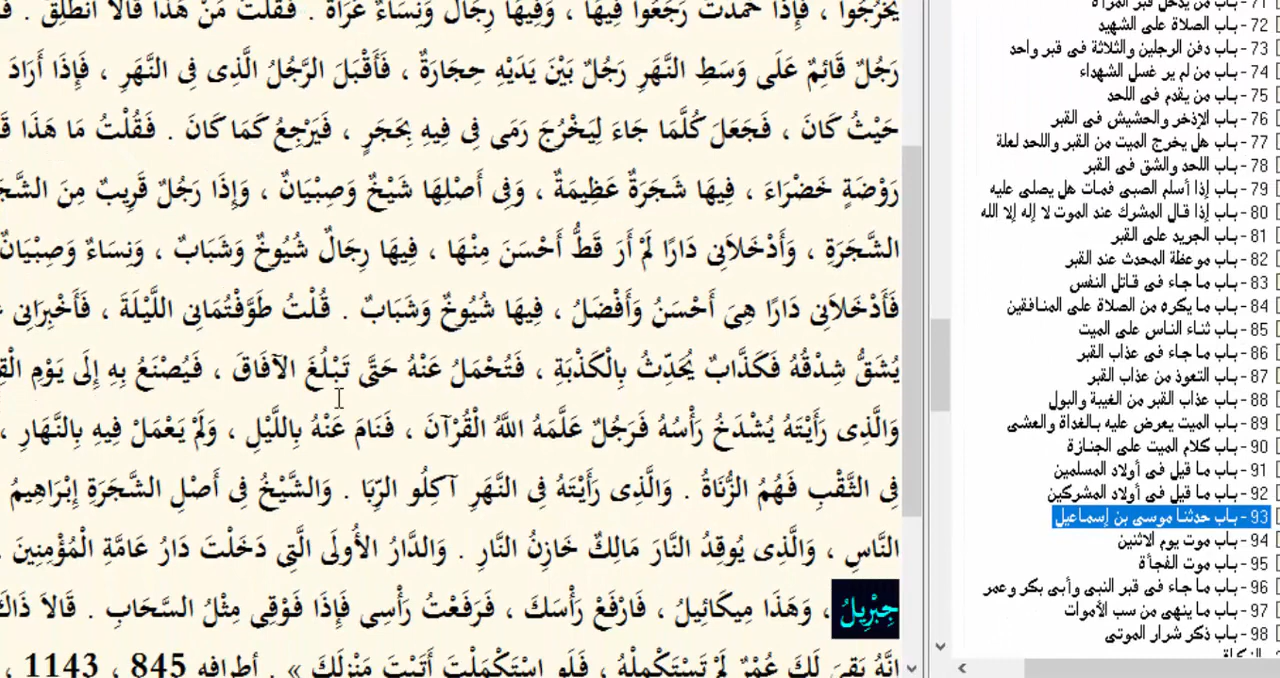 يَخْرُجُوا ، فَإِذَا خَمَدَتْ رَجَعُوا فِيهَا ، وَفِيهَا رِجَالٌ وَنِسَاءٌ عُرَاةٌ . فَقُلْتُ مَنْ هَذَا قَالاَ انْطَلِقْ .
رَجُلٌ قَائِمٌ عَلَى وَسَطِ النَّهَرِ رَجُلٌ بَيْنَ يَدَيْهِ حِجَارَةٌ ، فَأَقْبَلَ الرَّجُلُ الَّذِى فِى النَّهَرِ ، فَإِذَا أَرَادَ
حَيْثُ كَانَ ، فَجَعَلَ كُلَّمَا جَاءَ لِيَخْرُجَ رَمَى فِى فِيهِ بِحَجَرٍ ، فَيَرْجِعُ كَمَا كَانَ . فَقُلْتُ مَا هَذَا
رَوْضَةٍ خَضْرَاءَ ، فِيهَا شَجَرَةٌ عَظِيمَةٌ ، وَفِى أَصْلِهَا شَيْخٌ وَصِبْيَانٌ ، وَإِذَا رَجُلٌ قَرِيبٌ مِنَ
الشَّجَرَةِ ، وَأَدْخَلاَنِى دَارًا لَمْ أَرَ قَطُّ أَحْسَنَ مِنْهَا ، فِيهَا رِجَالٌ شُيُوخٌ وَشَبَابٌ ، وَنِسَاءٌ وَصِبْيَانٌ
فَأَدْخَلاَنِى دَارًا هِىَ أَحْسَنُ وَأَفْضَلُ ، فِيهَا شُيُوخٌ وَشَبَابٌ . قُلْتُ طَوَّفْتُمَانِى اللَّيْلَةَ ، فَأَخْبِرَانِى
يُشَقُّ شِدْقُهُ فَكَذَّابٌ يُحَدِّثُ بِالْكَذْبَةِ ، فَتُحْمَلُ عَنْهُ حَتَّى تَبْلُغَ الآفَاقَ ، فَيُصْنَعُ بِهِ إِلَى يَوْمِ
وَالَّذِى رَأَيْتَهُ يُشْدَخُ رَأْسُهُ فَرَجُلٌ عَلَّمَهُ اللَّهُ الْقُرْآنَ ، فَنَامَ عَنْهُ بِاللَّيْلِ ، وَلَمْ يَعْمَلْ فِيهِ بِالنَّهَارِ ،
فِى الثَّقْبِ فَهُمُ الزُّنَاةُ . وَالَّذِى رَأَيْتَهُ فِى النَّهَرِ آكِلُو الرِّبَا . وَالشَّيْخُ فِى أَصْلِ الشَّجَرَةِ إِبْرَاهِيمُ
النَّاسِ ، وَالَّذِى يُوقِدُ النَّارَ مَالِكٌ خَازِنُ النَّارِ . وَالدَّارُ الأُولَى الَّتِى دَخَلْتَ دَارُ عَامَّةِ الْمُؤْمِنِينَ
جِبْرِيلُ ، وَهَذَا مِيكَائِيلُ ، فَارْفَعْ رَأْسَكَ ، فَرَفَعْتُ رَأْسِى فَإِذَا فَوْقِى مِثْلُ السَّحَابِ . قَالاَ ذَاكَ
إِنَّهُ بَقِىَ لَكَ عُمُرٌ لَمْ تَسْتَكْمِلْهُ ، فَلَوِ اسْتَكْمَلْتَ أَتَيْتَ مَنْزِلَكَ » . أطرافه 845 ، 1143 ،
71 - باب من يدخل قبر المرأة
72 - باب الصلاة على الشهيد
73 - باب دفن الرجلين والثلاثة فى قبر واحد
74 - باب من لم ير غسل الشهداء
75 - باب من يقدم فى اللحد
76 - باب الإذخر والحشيش فى القبر
77 - باب هل يخرج الميت من القبر واللحد لعلة
78 - باب اللحد والشق فى القبر
79 - باب إذا أسلم الصبى فمات هل يصلى عليه
80 - باب إذا قال المشرك عند الموت لا إله إلا الله
81 - باب الجريد على القبر
82 - باب موعظة المحدث عند القبر
83 - باب ما جاء فى قاتل النفس
84 - باب ما يكره من الصلاة على المنافقين
85 - باب ثناء الناس على الميت
86 - باب ما جاء فى عذاب القبر
87 - باب التعوذ من عذاب القبر
88 - باب عذاب القبر من الغيبة والبول
89 - باب الميت يعرض عليه بالغداة والعشى
90 - باب كلام الميت على الجنازة
91 - باب ما قيل فى أولاد المسلمين
92 - باب ما قيل فى أولاد المشركين
93 - باب حدثنا موسى بن إسماعيل
94 - باب موت يوم الاثنين
95 - باب موت الفجأة
96 - باب ما جاء فى قبر النبى وأبى بكر وعمر
97 - باب ما ينهى من سب الأموات
98 - باب ذكر شرار الموتى